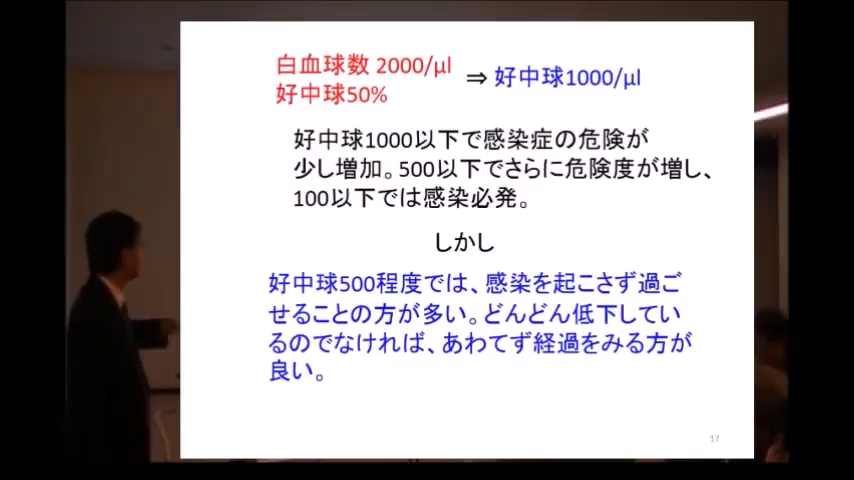 白血球数 2000/μl
好中球50%
⇒ 好中球1000/μl
好中球1000以下で感染症の危険が
少し増加。500以下でさらに危険度が増し、
100以下では感染必発。
しかし
好中球500程度では、感染を起こさず過ご
せることの方が多い。どんどん低下してい
るのでなければ、あわてず経過をみる方が
良い。
17